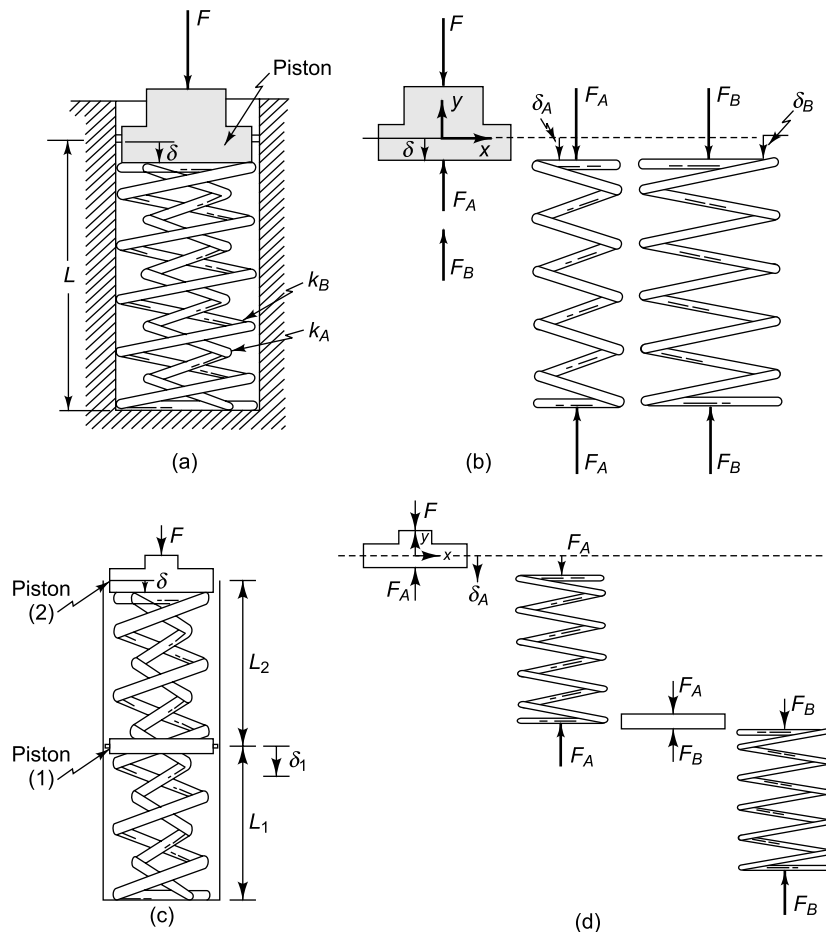 F
Piston
δ
L
k_B
k_A
(a)
F
y
x
δ
F_A
F_B
δ_A
F_A
F_B
δ_B
F_A
F_B
(b)
F
Piston
(2)
δ
L_2
Piston
(1)
δ_1
L_1
(c)
F
y
x
F_A
δ_A
F_A
F_A
F_A
F_B
F_B
F_B
(d)